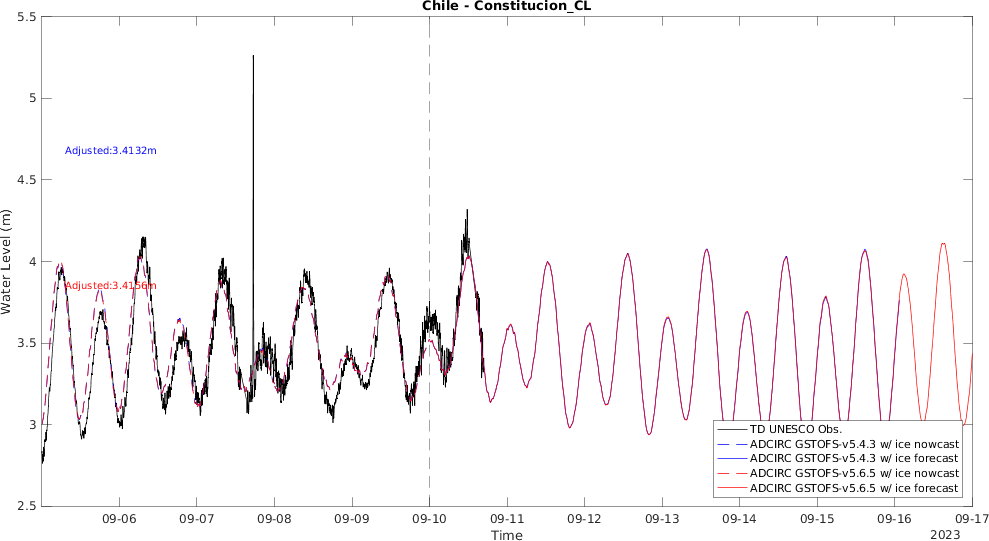 Chile - Constitucion_CL
5.5
5
4.5
4
3.5
3
2.5
Water Level (m)
Adjusted:3.4132m
Adjusted:3.4156m
TD UNESCO Obs.
ADCIRC GSTOFS-v5.4.3 w/ ice nowcast
ADCIRC GSTOFS-v5.4.3 w/ ice forecast
ADCIRC GSTOFS-v5.6.5 w/ ice nowcast
ADCIRC GSTOFS-v5.6.5 w/ ice forecast
09-06 09-07 09-08 09-09 09-10 09-11 09-12 09-13 09-14 09-15 09-16 09-17
Time
2023